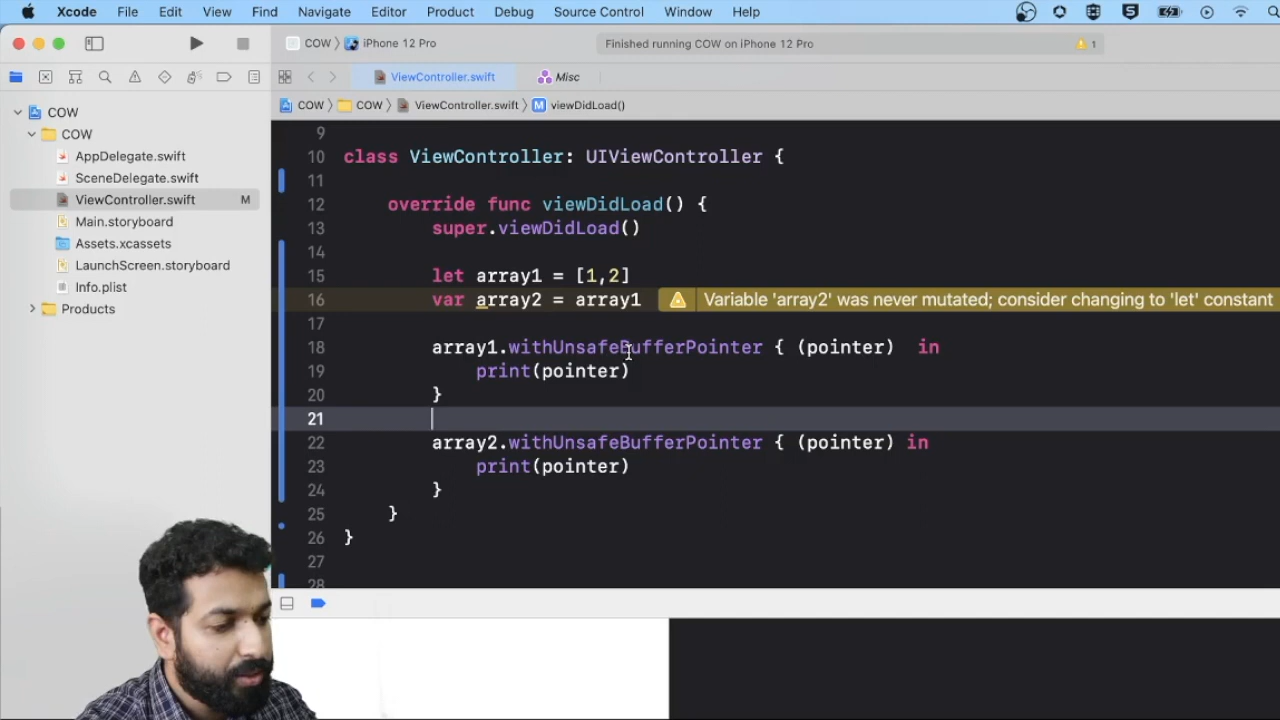 Xcode File Edit View Find Navigate Editor Product Debug Source Control Window Help
COW 〉 iPhone 12 Pro
Finished running COW on iPhone 12 Pro
1
ViewController.swift
Misc
COW 〉 COW 〉 ViewController.swift 〉 M viewDidLoad()
COW
COW
AppDelegate.swift
SceneDelegate.swift
ViewController.swift M
Main.storyboard
Assets.xcassets
LaunchScreen.storyboard
Info.plist
Products
9
10 class ViewController: UIViewController {
11
12 override func viewDidLoad() {
13 super.viewDidLoad()
14
15 let array1 = [1,2]
16 var array2 = array1 Variable 'array2' was never mutated; consider changing to 'let' constant
17
18 array1.withUnsafeBufferPointer { (pointer)  in
19 print(pointer)
20 }
21
22 array2.withUnsafeBufferPointer { (pointer) in
23 print(pointer)
24 }
25 }
26 }
27
28